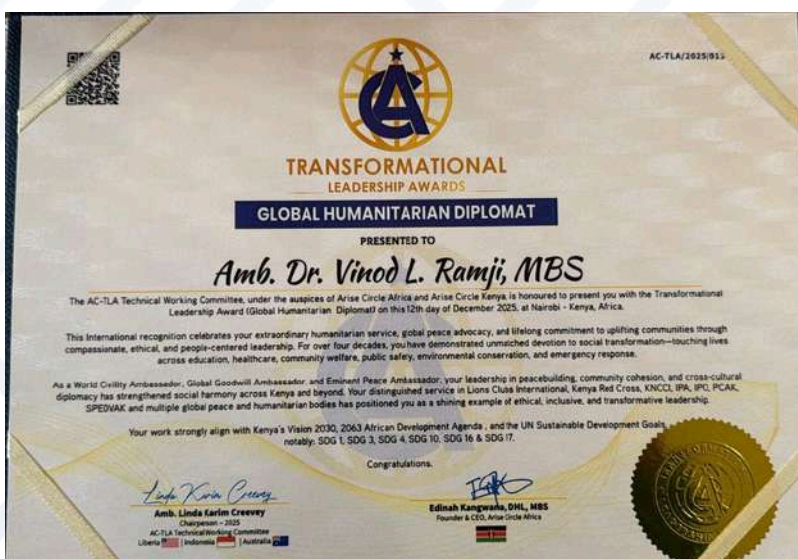 AC-TLA/2025/013
CA
TRANSFORMATIONAL
LEADERSHIP AWARDS
GLOBAL HUMANITARIAN DIPLOMAT
PRESENTED TO
Amb. Dr. Vinod L. Ramji, MBS
The AC-TLA Technical Working Committee, under the auspices of Arise Circle Africa and Arise Circle Kenya is honoured to present you with the Transformational
Leadership Award (Global Humanitarian Diplomat) on this 12th day of December 2025, at Nairobi - Kenya, Africa.
This International recognition celebrates your extraordinary humanitarian service, global peace advocacy, and lifelong commitment to uplifting communities through
compassionate, ethical, and people-centered leadership. For over four decades, you have demonstrated unmatched devotion to social transformation—touching lives
across education, healthcare, community welfare, public safety, environmental conservation, and emergency response.
As a World Civility Ambassador, Global Goodwill Ambassador and Eminent Peace Ambassador, your leadership in peacebuilding, community cohesion, and cross-cultural
diplomacy has strengthened social harmony across Kenya and beyond. Your distinguished service in Lions Clubs International, Kenya Red Cross, KNCCI, IPA, IPO, PCAK,
SPEDVAK and multiple global peace and humanitarian bodies has positioned you as a shining example of ethical, inclusive, and transformative leadership.
Your work strongly align with Kenya's Vision 2030, 2063 African Development Agenda, and the UN Sustainable Development Goals,
notably: SDG 1, SDG 3, SDG 4, SDG 10, SDG 16 & SDG 17.
Congratulations.
Linda Karim Creevey
Amb. Linda Karim Creevey
Chairperson - 2025
AC-TLA Technical Working Committee
Liberia | Indonesia | Australia
Edinah Kangwana, DHL, MBS
Founder & CEO, Arise Circle Africa